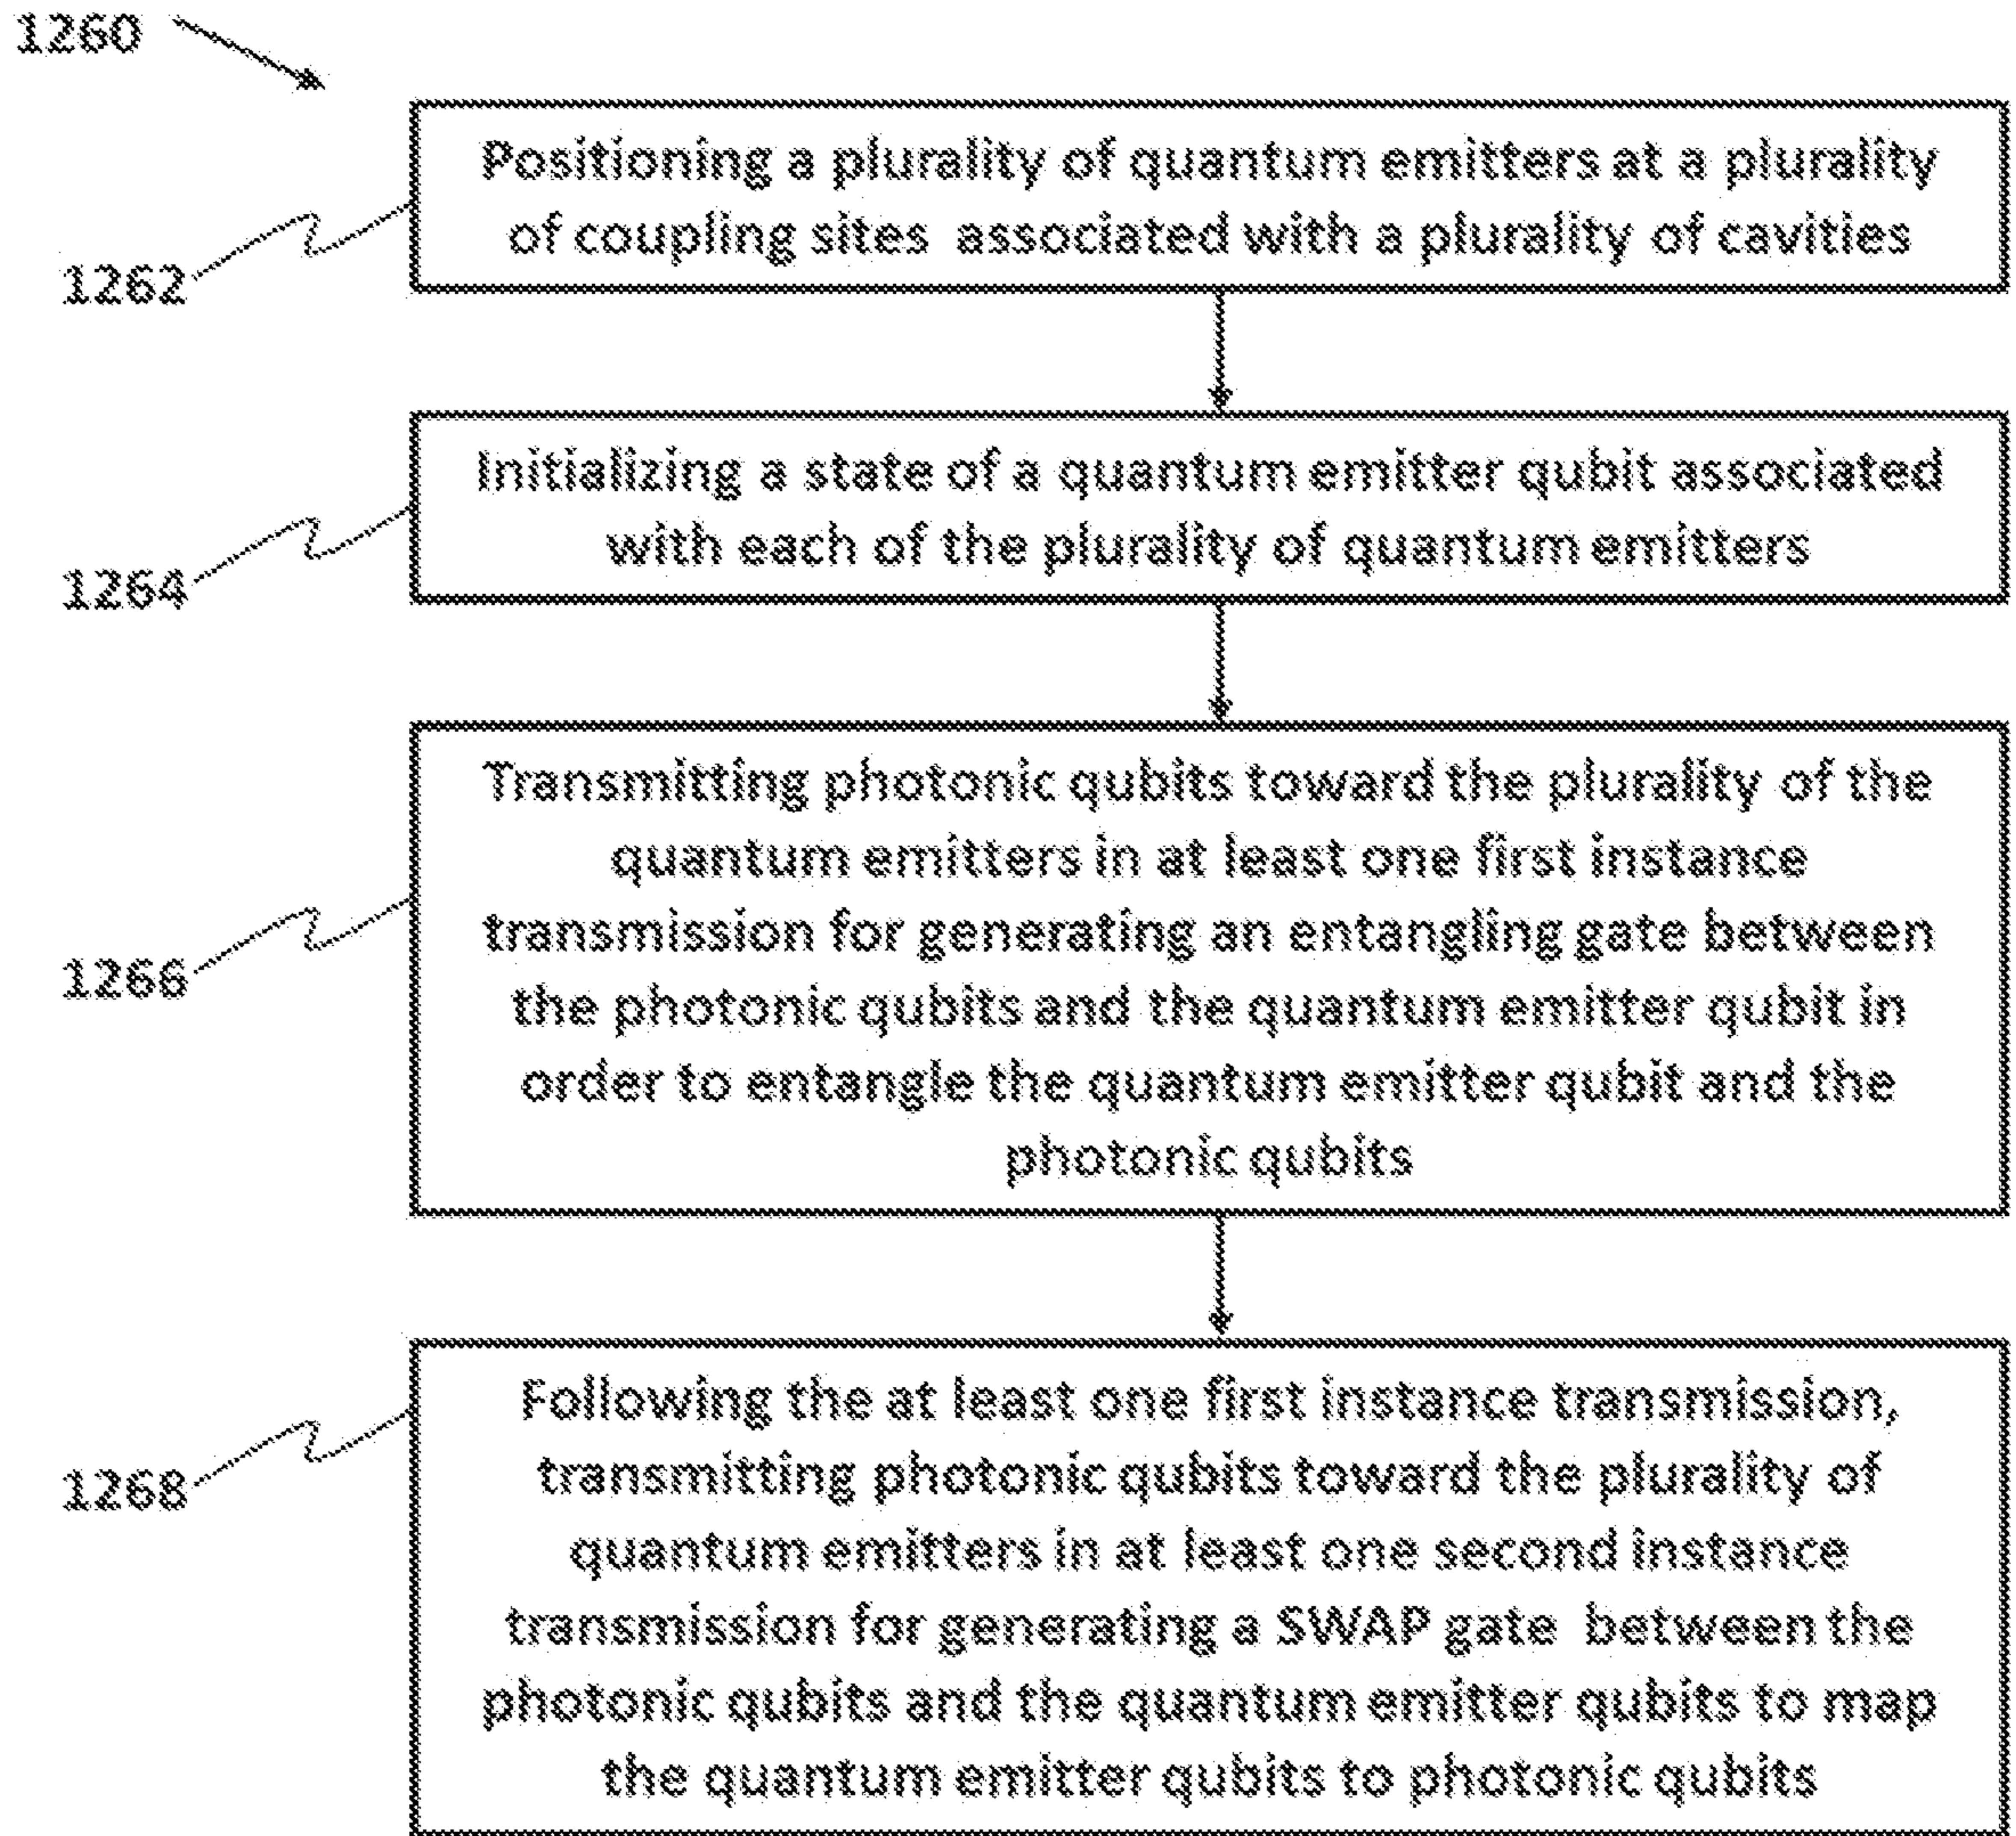 1260
Positioning a plurality of quantum emitters at a plurality
of coupling sites associated with a plurality of cavities
1262
Initializing a state of a quantum emitter qubit associated
with each of the plurality of quantum emitters
1264
Transmitting photonic qubits toward the plurality of the
quantum emitters in at least one first instance
transmission for generating an entangling gate between
the photonic qubits and the quantum emitter qubit in
order to entangle the quantum emitter qubit and the
photonic qubits
1266
Following the at least one first instance transmission,
transmitting photonic qubits toward the plurality of
quantum emitters in at least one second instance
transmission for generating a SWAP gate between the
photonic qubits and the quantum emitter qubits to map
the quantum emitter qubits to photonic qubits
1268